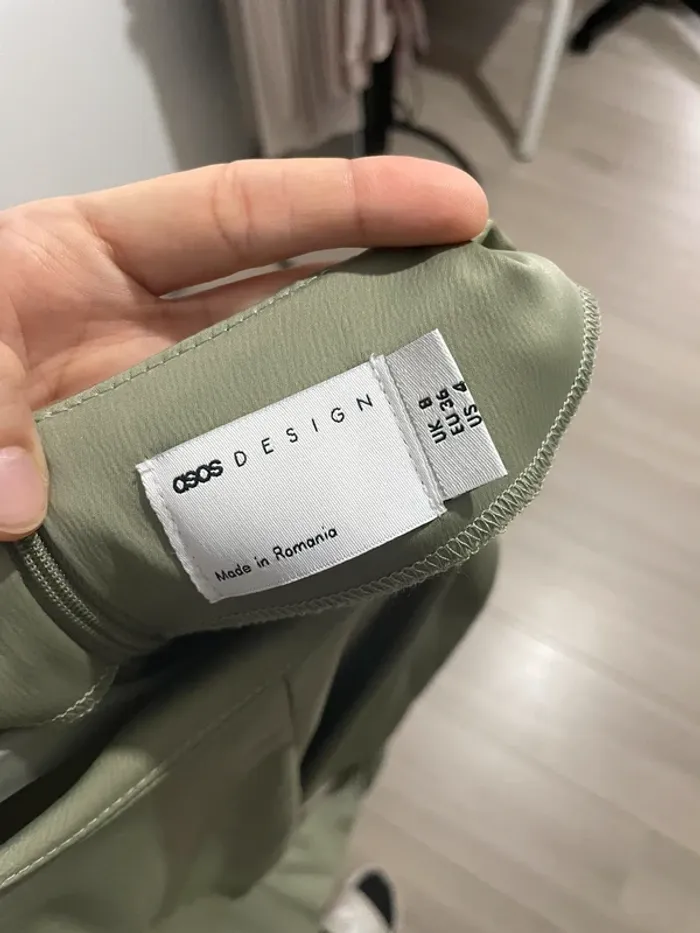 asos DESIGN
Made in Romania
UK 8
EU 36
US 4